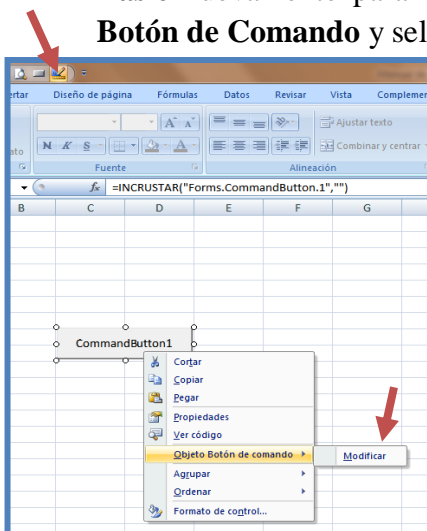 Botón de Comando y sel
ertar Diseño de página Fórmulas Datos Revisar Vista Complemen
A A Ajustar texto
N K S A Combinar y centrar
Fuente Alineación
fx =INCRUSTAR("Forms.CommandButton.1","")
B C D E F G
CommandButton1
Cortar
Copiar
Pegar
Propiedades
Ver código
Objeto Botón de comando Modificar
Agrupar
Ordenar
Formato de control...